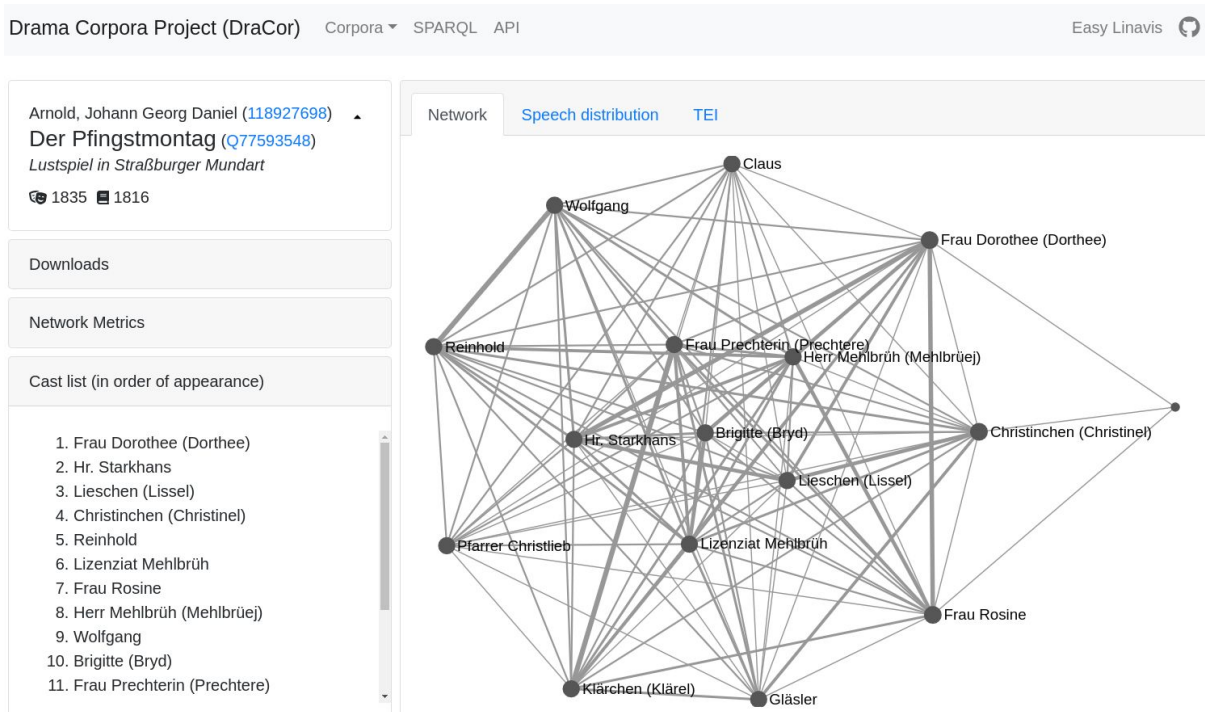 Drama Corpora Project (DraCor) Corpora SPARQL API Easy Linavis
Arnold, Johann Georg Daniel (118927698)
Der Pfingstmontag (Q77593548)
Lustspiel in Straßburger Mundart
1835 1816
Downloads
Network Metrics
Cast list (in order of appearance)
1. Frau Dorothee (Dorthee)
2. Hr. Starkhans
3. Lieschen (Lissel)
4. Christinchen (Christinel)
5. Reinhold
6. Lizenziat Mehlbrüh
7. Frau Rosine
8. Herr Mehlbrüh (Mehlbrüej)
9. Wolfgang
10. Brigitte (Bryd)
11. Frau Prechterin (Prechtere)
Network Speech distribution TEI
Claus
Wolfgang
Frau Dorothee (Dorthee)
Reinhold
Frau Prechterin (Prechtere)
Herr Mehlbrüh (Mehlbrüej)
Hr. Starkhans
Brigitte (Bryd)
Christinchen (Christinel)
Lieschen (Lissel)
Pfarrer Christlieb
Lizenziat Mehlbrüh
Frau Rosine
Klärchen (Klärel)
Gläsler